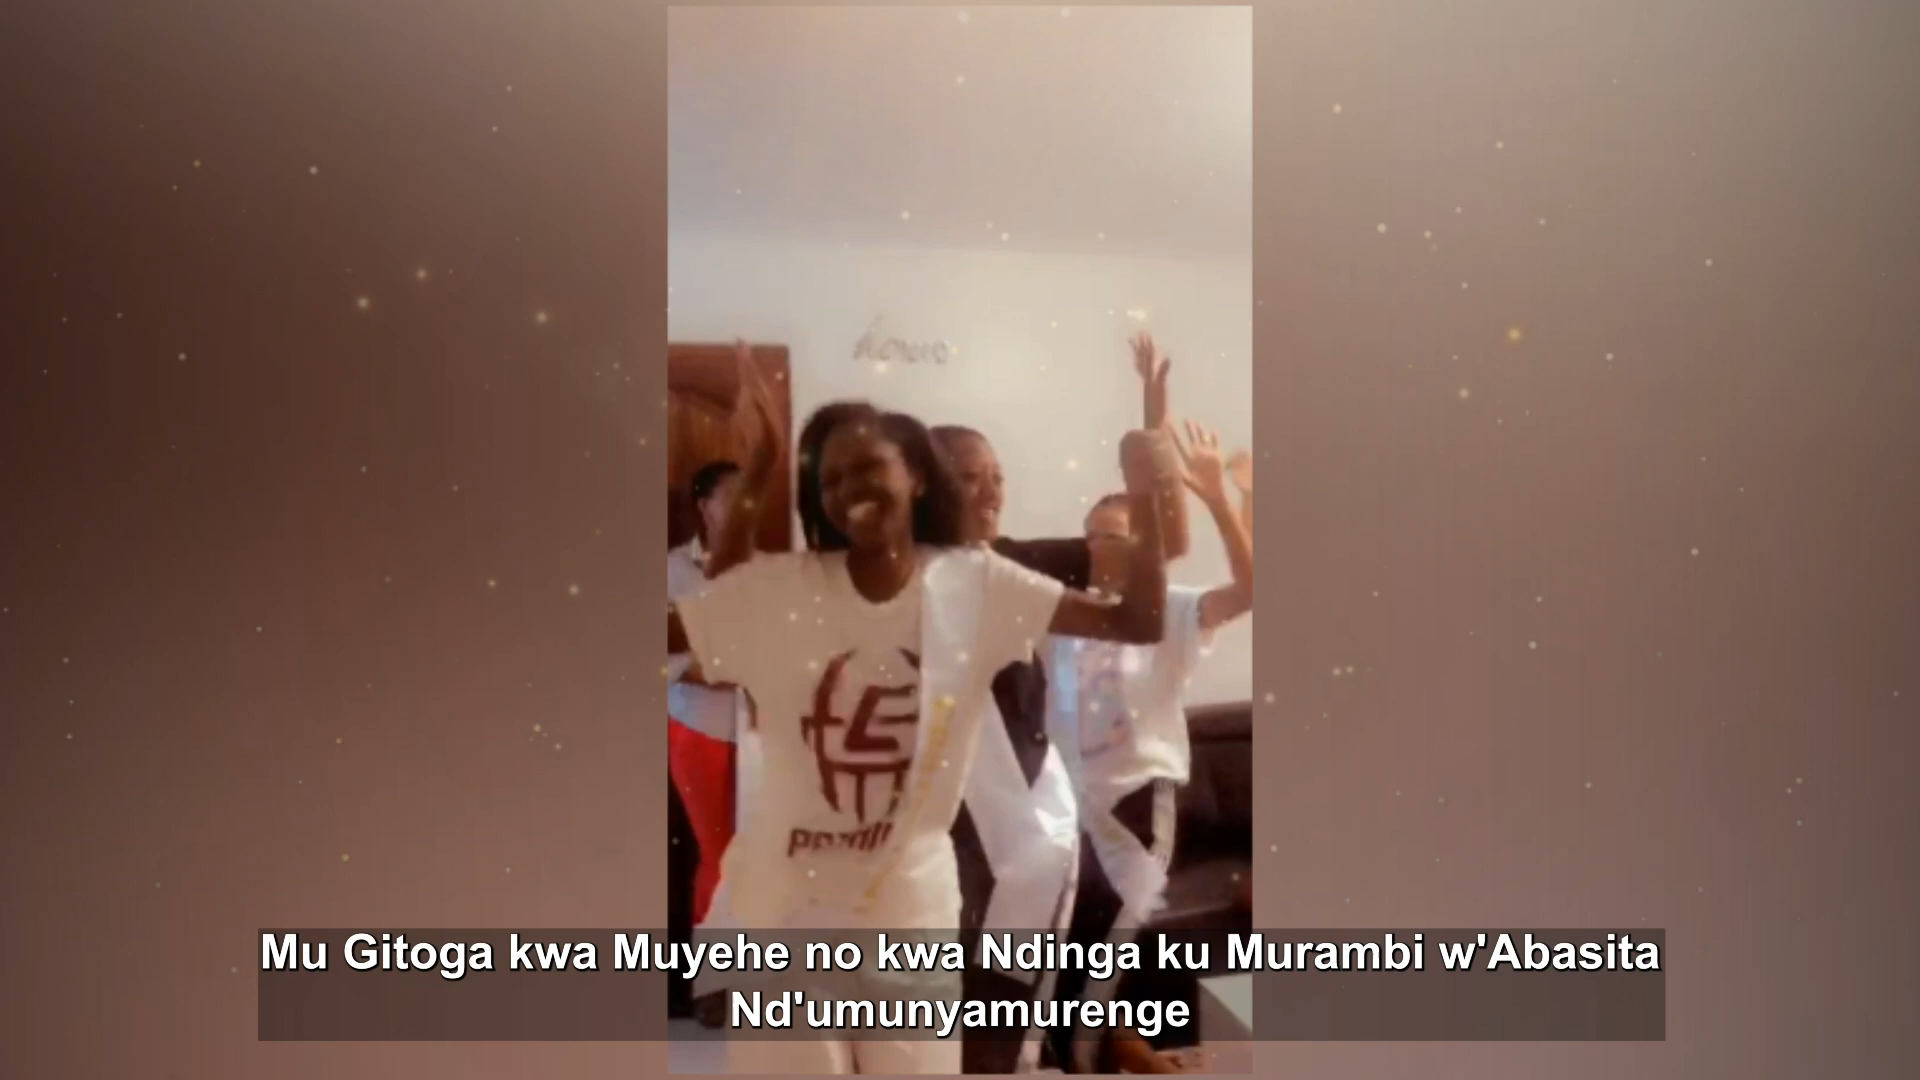 Mu Gitoga kwa Muyehe no kwa Ndinga ku Murambi w'Abasita
Nd'umunyamurenge